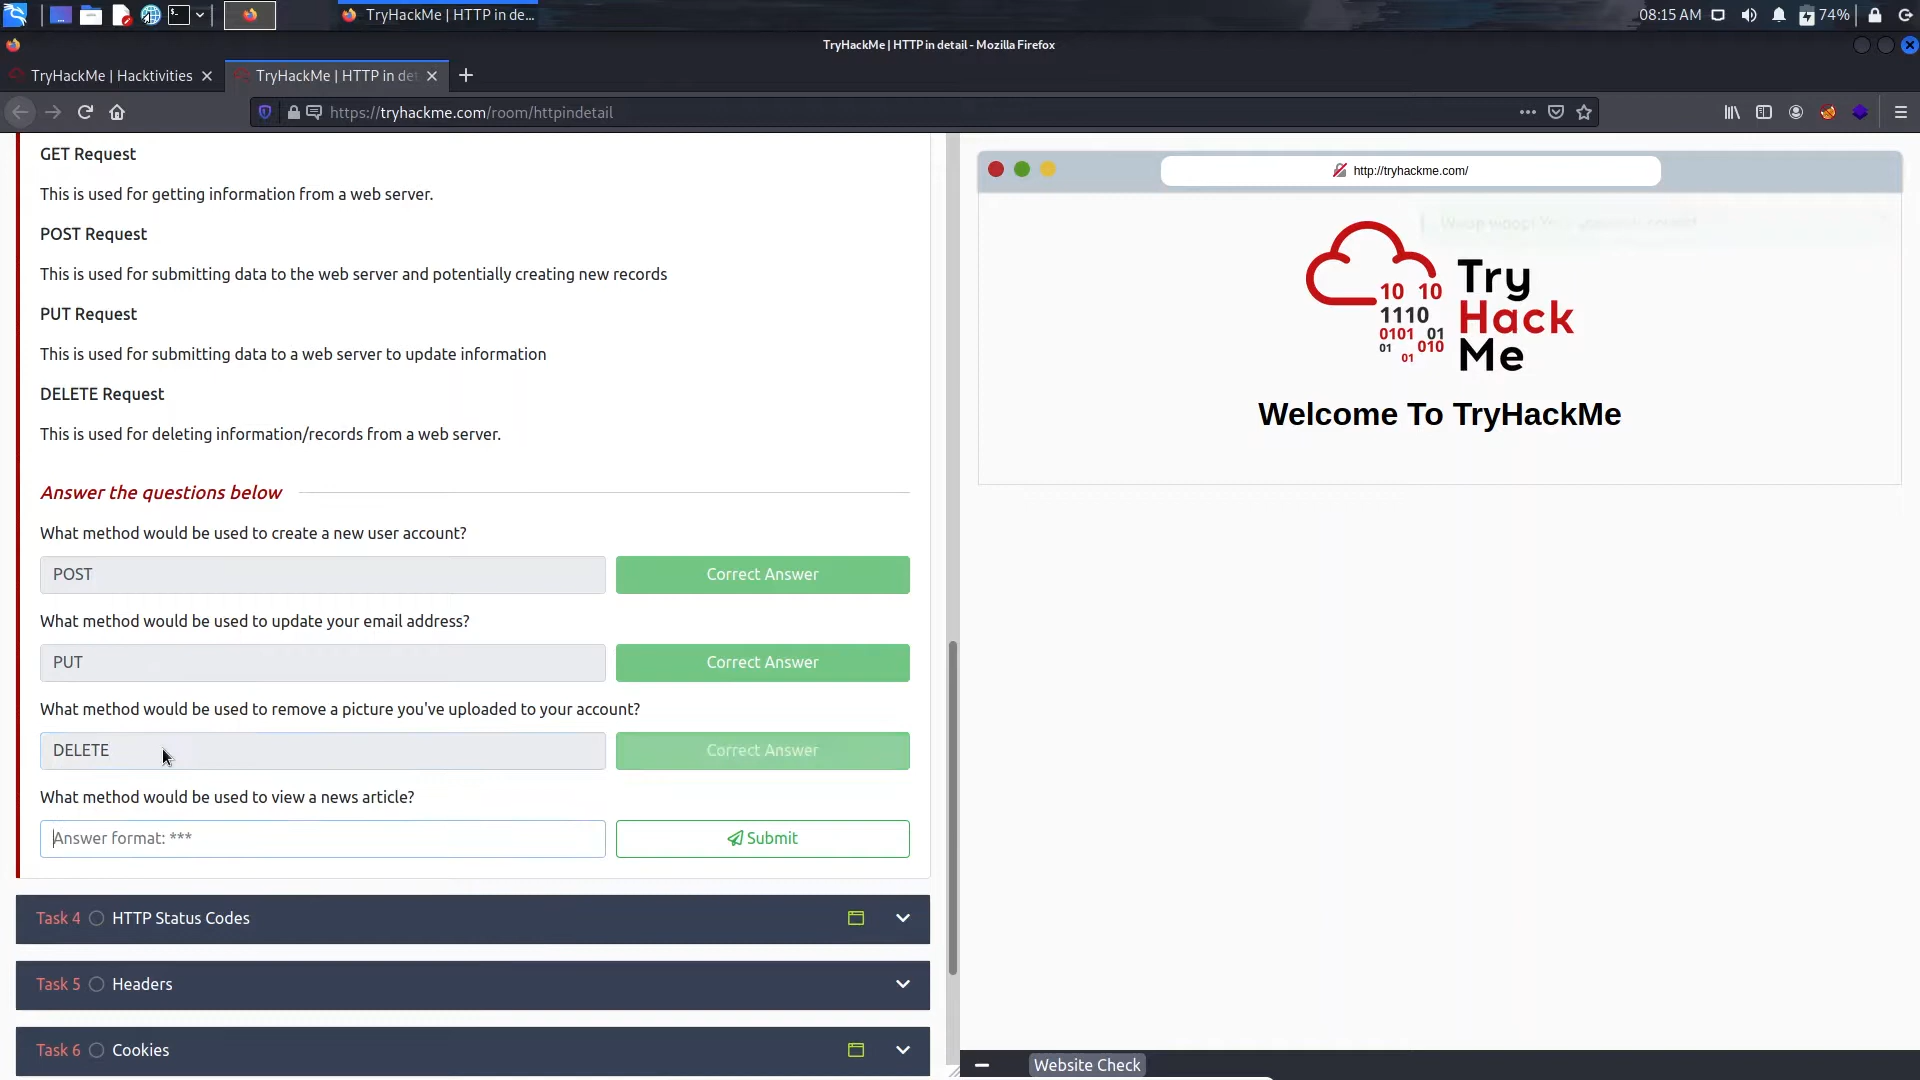 TryHackMe | HTTP in de...
08:15 AM
74%
TryHackMe | HTTP in detail - Mozilla Firefox
TryHackMe | Hacktivities
TryHackMe | HTTP in det
https://tryhackme.com/room/httpindetail
GET Request
This is used for getting information from a web server.
POST Request
This is used for submitting data to the web server and potentially creating new records
PUT Request
This is used for submitting data to a web server to update information
DELETE Request
This is used for deleting information/records from a web server.
Answer the questions below
What method would be used to create a new user account?
POST
Correct Answer
What method would be used to update your email address?
PUT
Correct Answer
What method would be used to remove a picture you've uploaded to your account?
DELETE
Correct Answer
What method would be used to view a news article?
Answer format: ***
Submit
Task 4 HTTP Status Codes
Task 5 Headers
Task 6 Cookies
http://tryhackme.com/
10 10
1110
0101 01
01 010
01
Try
Hack
Me
Welcome To TryHackMe
Website Check